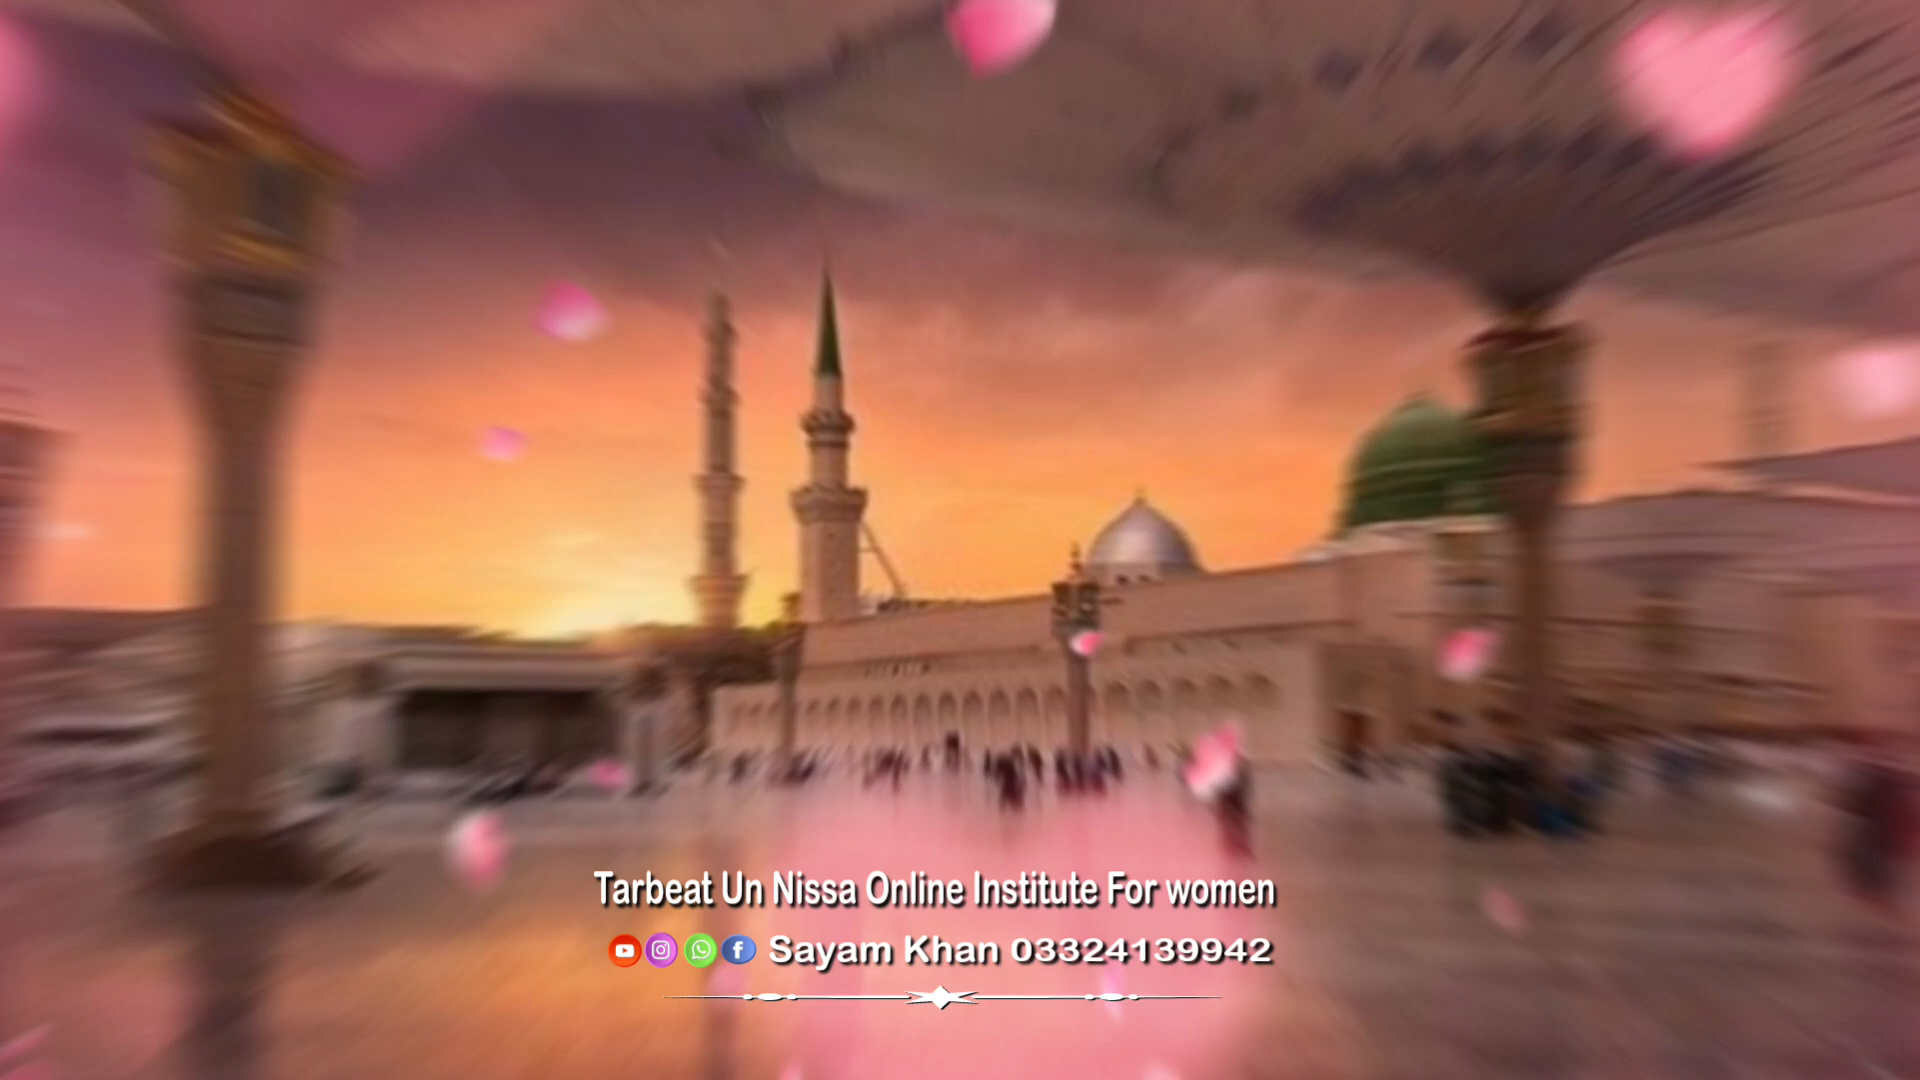 Tarbeat Un Nissa Online Institute For women
Sayam Khan 03324139942